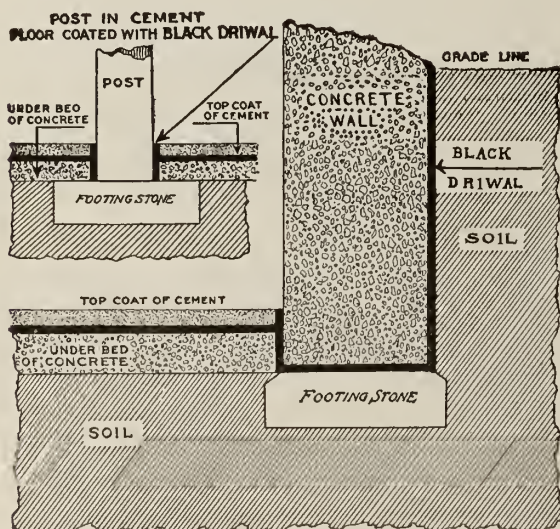 POST IN CEMENT
FLOOR COATED WITH BLACK DRIWAL
POST
UNDER BED
OF CONCRETE
TOP COAT
OF CEMENT
FOOTING STONE
CONCRETE
WALL
GRADE LINE
BLACK
DRIWAL
SOIL
TOP COAT OF CEMENT
UNDER BED
OF CONCRETE
FOOTING STONE
SOIL